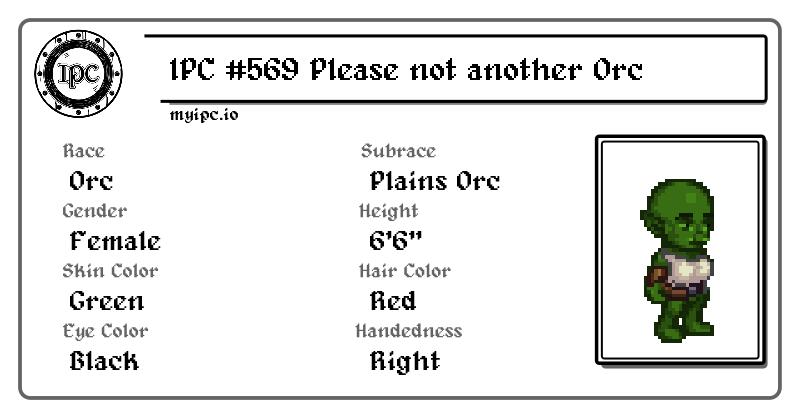 IPC
IPC #569 Please not another Orc
myipc.io
Race
Orc
Subrace
Plains Orc
Gender
Female
Height
6'6"
Skin Color
Green
Hair Color
Red
Eye Color
Black
Handedness
Right